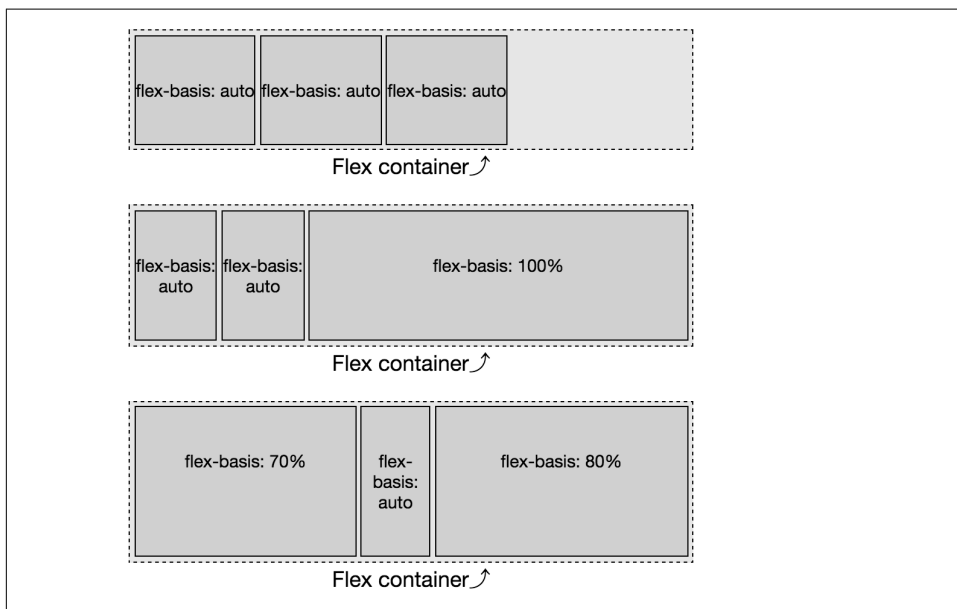 flex-basis: auto flex-basis: auto flex-basis: auto
Flex container⤴
flex-basis: auto
flex-basis: auto
flex-basis: 100%
Flex container⤴
flex-basis: 70%
flex-
basis:
auto
flex-basis: 80%
Flex container⤴